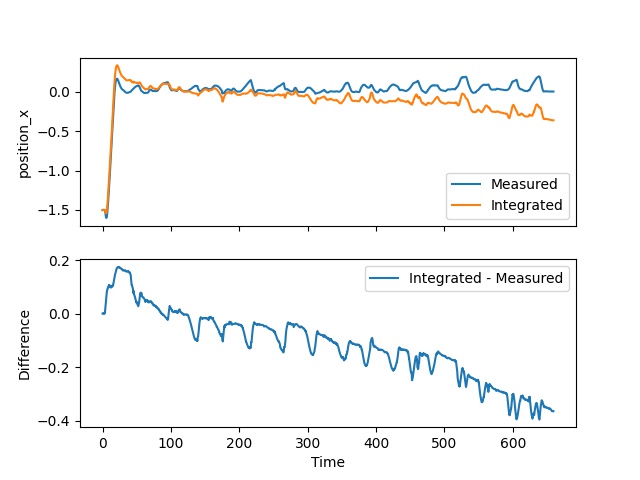 0.0
−0.5
−1.0
−1.5
position_x
Measured
Integrated
0.2
0.0
−0.2
−0.4
Difference
Integrated - Measured
0 100 200 300 400 500 600
Time